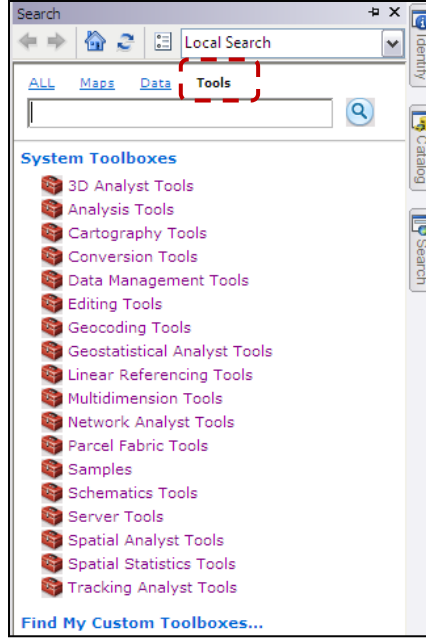 Search
Local Search
ALL Maps Data Tools
System Toolboxes
3D Analyst Tools
Analysis Tools
Cartography Tools
Conversion Tools
Data Management Tools
Editing Tools
Geocoding Tools
Geostatistical Analyst Tools
Linear Referencing Tools
Multidimension Tools
Network Analyst Tools
Parcel Fabric Tools
Samples
Schematics Tools
Server Tools
Spatial Analyst Tools
Spatial Statistics Tools
Tracking Analyst Tools
Find My Custom Toolboxes...
Identify
Catalog
Search